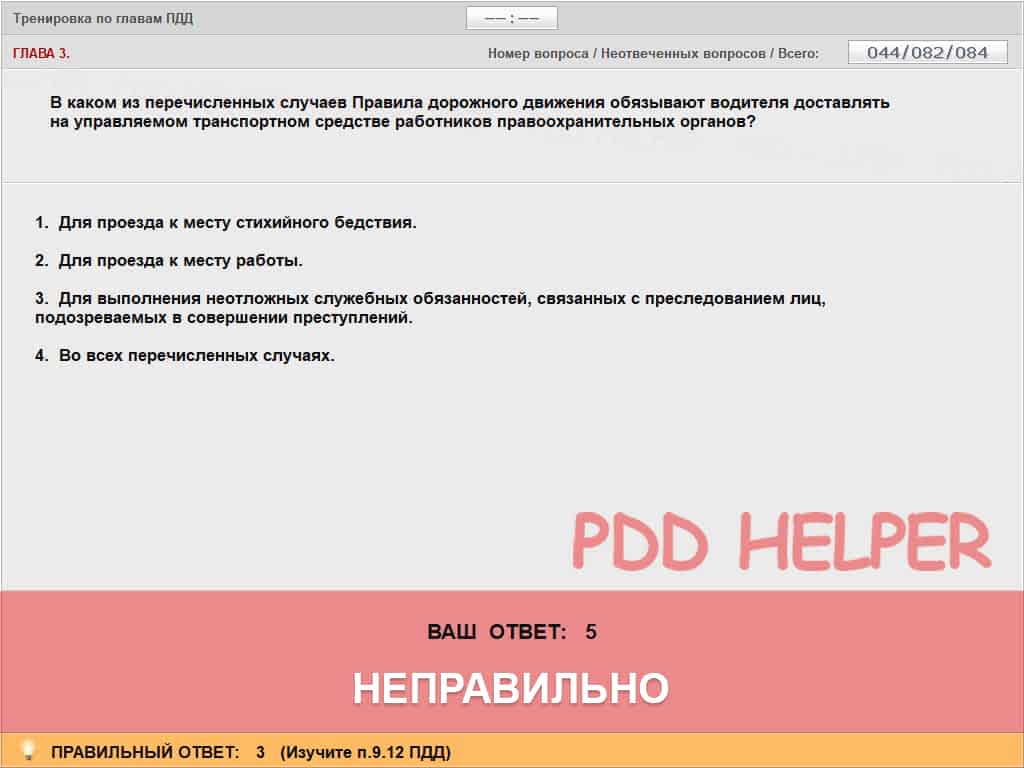 Тренировка по главам ПДД
–– : ––
ГЛАВА 3.
Номер вопроса / Неотвеченных вопросов / Всего:
044/082/084
В каком из перечисленных случаев Правила дорожного движения обязывают водителя доставлять
на управляемом транспортном средстве работников правоохранительных органов?
1. Для проезда к месту стихийного бедствия.
2. Для проезда к месту работы.
3. Для выполнения неотложных служебных обязанностей, связанных с преследованием лиц,
подозреваемых в совершении преступлений.
4. Во всех перечисленных случаях.
PDD HELPER
ВАШ ОТВЕТ: 5
НЕПРАВИЛЬНО
ПРАВИЛЬНЫЙ ОТВЕТ: 3 (Изучите п.9.12 ПДД)